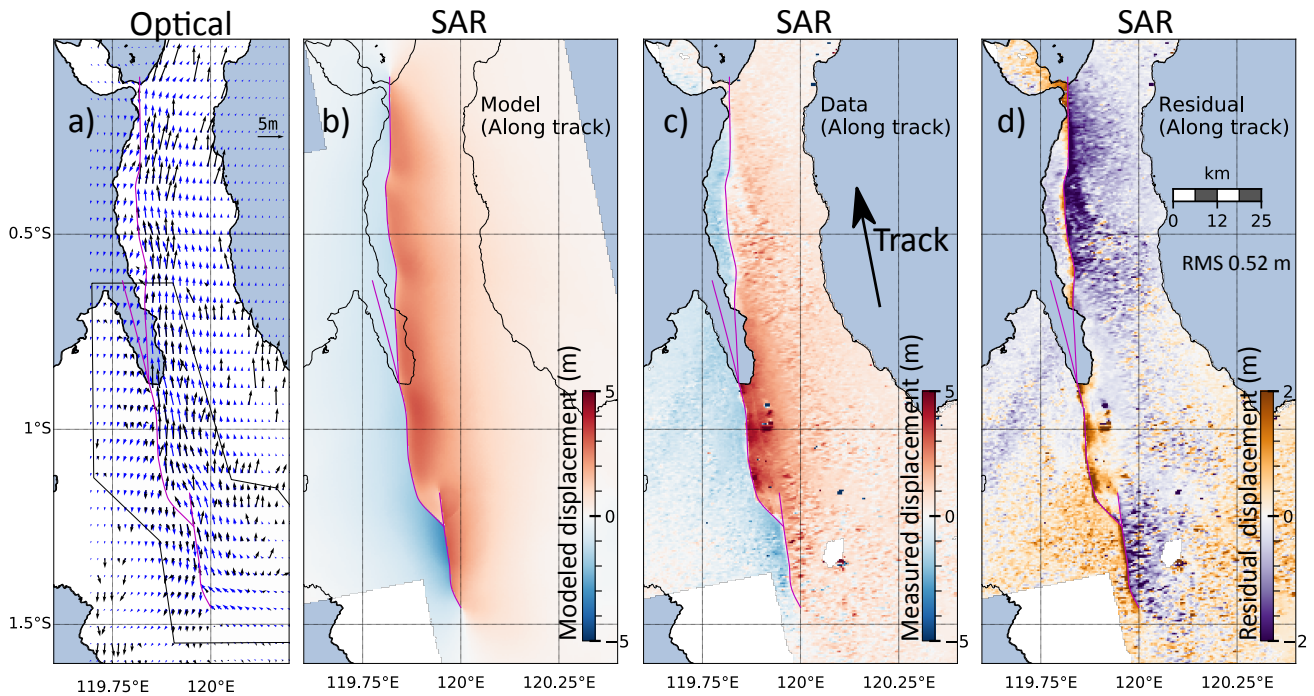 Optical
SAR
SAR
SAR
a)
5m
b)
Model
(Along track)
c)
Data
(Along track)
d)
Residual
(Along track)
km
0 12 25
Track
RMS 0.52 m
0.5°S
1°S
1.5°S
Modeled displacement (m)
5
0
−5
Measured displacement (m)
5
0
−5
Residual displacement (m)
2
0
−2
119.75°E 120°E
119.75°E 120°E 120.25°E
119.75°E 120°E 120.25°E
119.75°E 120°E 120.25°E